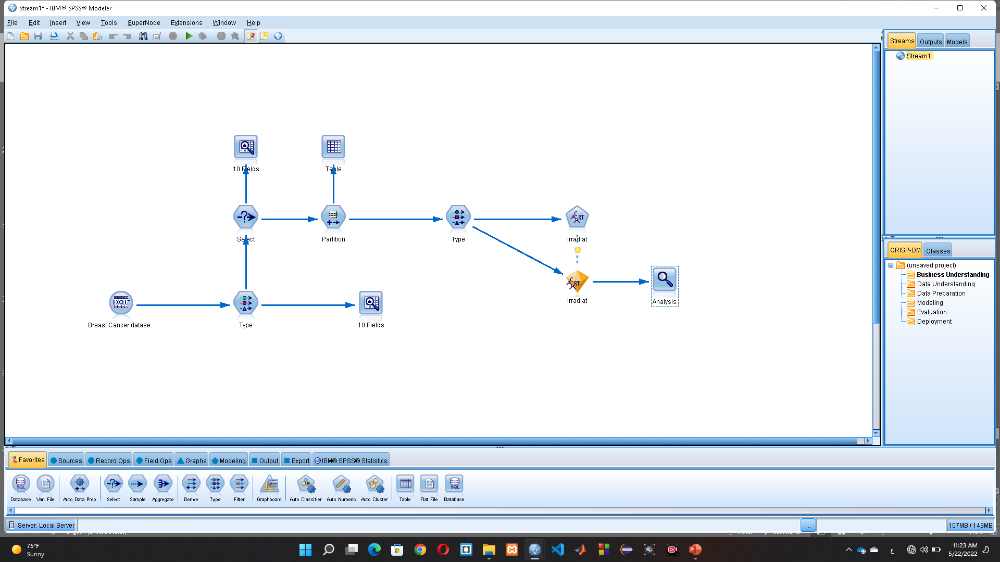 Stream1* - IBM® SPSS® Modeler
File Edit Insert View Tools SuperNode Extensions Window Help
Streams Outputs Models
Stream1
10 Fields
Table
Select
Partition
Type
irradiat
irradiat
Analysis
Breast Cancer datase..
Type
10 Fields
CRISP-DM Classes
(unsaved project)
Business Understanding
Data Understanding
Data Preparation
Modeling
Evaluation
Deployment
Favorites Sources Record Ops Field Ops Graphs Modeling Output Export IBM® SPSS® Statistics
Database Var. File Auto Data Prep Select Sample Aggregate Derive Type Filter Graphboard Auto Classifier Auto Numeric Auto Cluster Table Flat File Database
Server: Local Server
...
107MB / 149MB
75°F
Sunny
ع
11:23 AM
5/22/2022